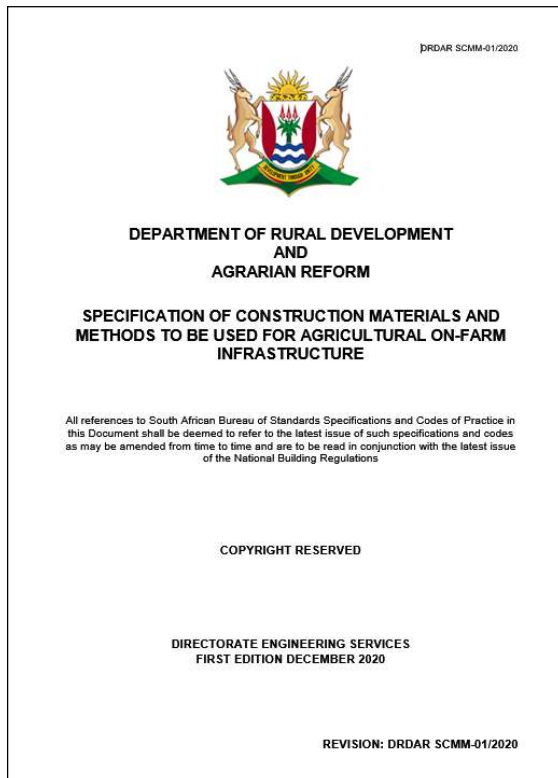 DRDAR SCMM-01/2020
DEVELOPMENT THROUGH UNITY
DEPARTMENT OF RURAL DEVELOPMENT
AND
AGRARIAN REFORM
SPECIFICATION OF CONSTRUCTION MATERIALS AND
METHODS TO BE USED FOR AGRICULTURAL ON-FARM
INFRASTRUCTURE
All references to South African Bureau of Standards Specifications and Codes of Practice in
this Document shall be deemed to refer to the latest issue of such specifications and codes
as may be amended from time to time and are to be read in conjunction with the latest issue
of the National Building Regulations
COPYRIGHT RESERVED
DIRECTORATE ENGINEERING SERVICES
FIRST EDITION DECEMBER 2020
REVISION: DRDAR SCMM-01/2020